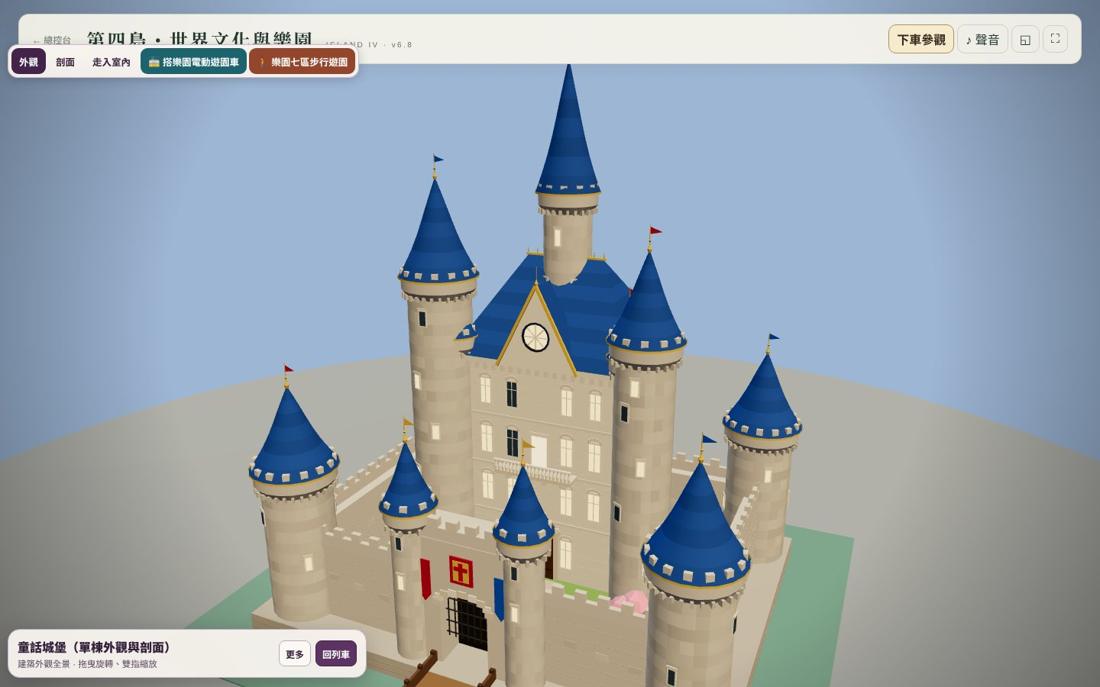 ← 總控台 第四島・世界文化與樂園 ISLAND IV · v6.8 下車參觀 ♪ 聲音
外觀 剖面 走入室內 🚋 搭樂園電動遊園車 🚶 樂園七區步行遊園
童話城堡（單棟外觀與剖面）
建築外觀全景 · 拖曳旋轉、雙指縮放
更多 回列車